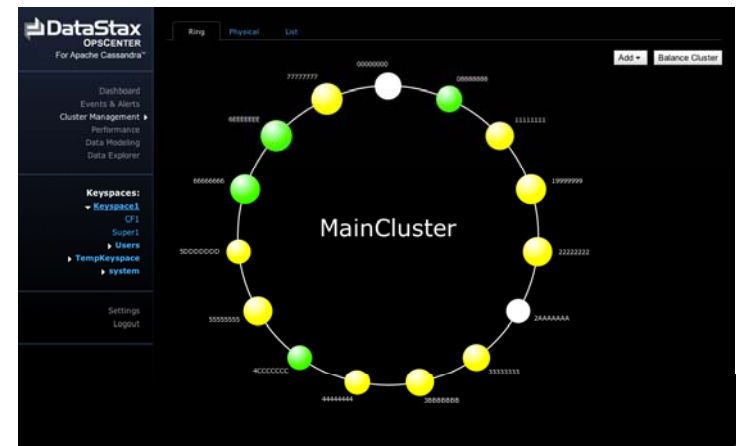 DataStax
OPSCENTER
For Apache Cassandra™
Dashboard
Events & Alerts
Cluster Management
Performance
Data Modeling
Data Explorer
Keyspaces:
Keyspace1
CF1
Super1
Users
TempKeyspace
system
Settings
Logout
Ring Physical List
Add Balance Cluster
00000000
08888888
11111111
19999999
22222222
2AAAAAAA
33333333
3BBBBBBB
44444444
4CCCCCCC
55555555
5DDDDDDD
66666666
6EEEEEEE
77777777
MainCluster